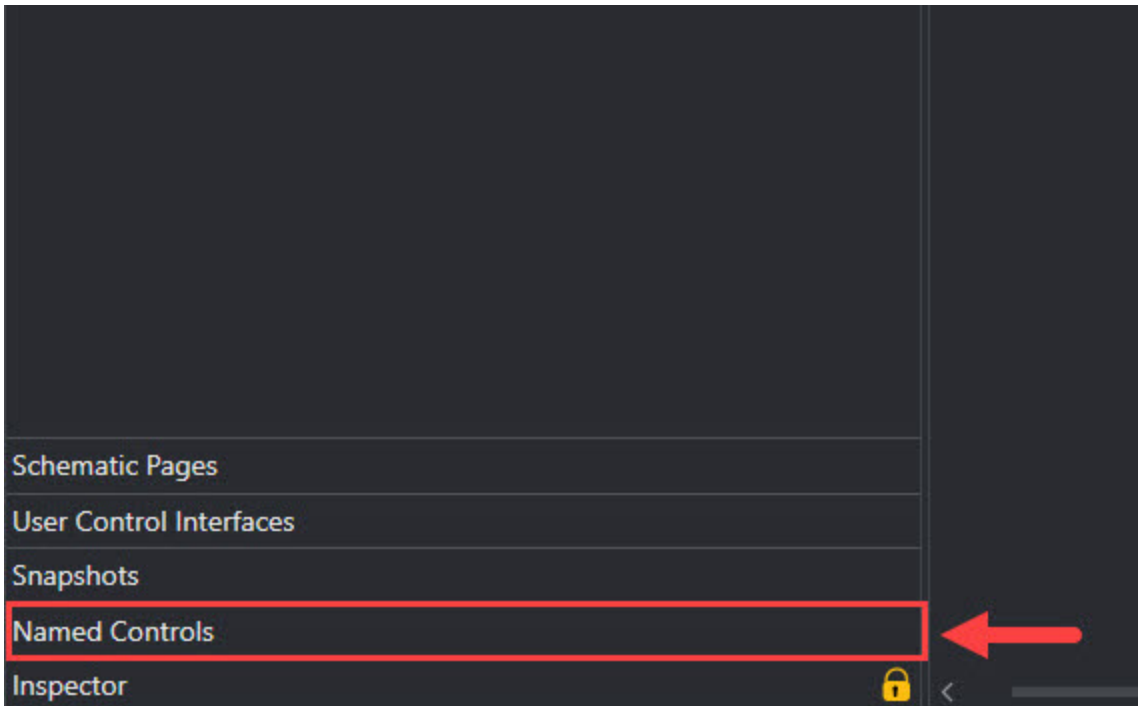 Schematic Pages
User Control Interfaces
Snapshots
Named Controls
Inspector